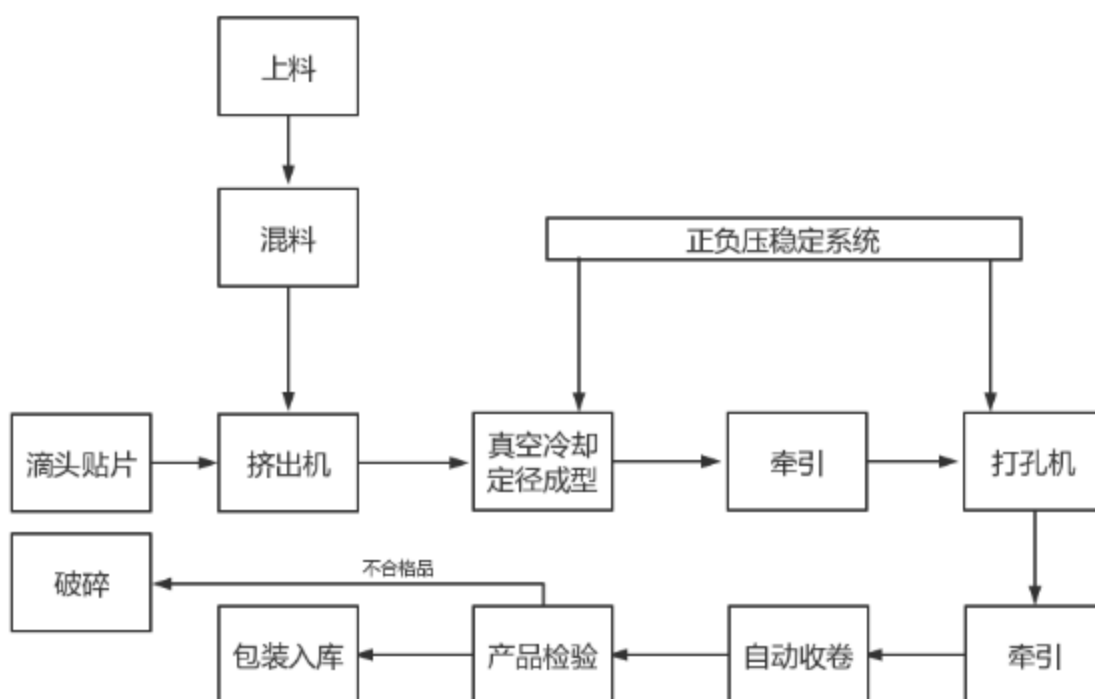 上料
混料
正负压稳定系统
滴头贴片
挤出机
真空冷却
定径成型
牵引
打孔机
破碎
不合格品
包装入库
产品检验
自动收卷
牵引